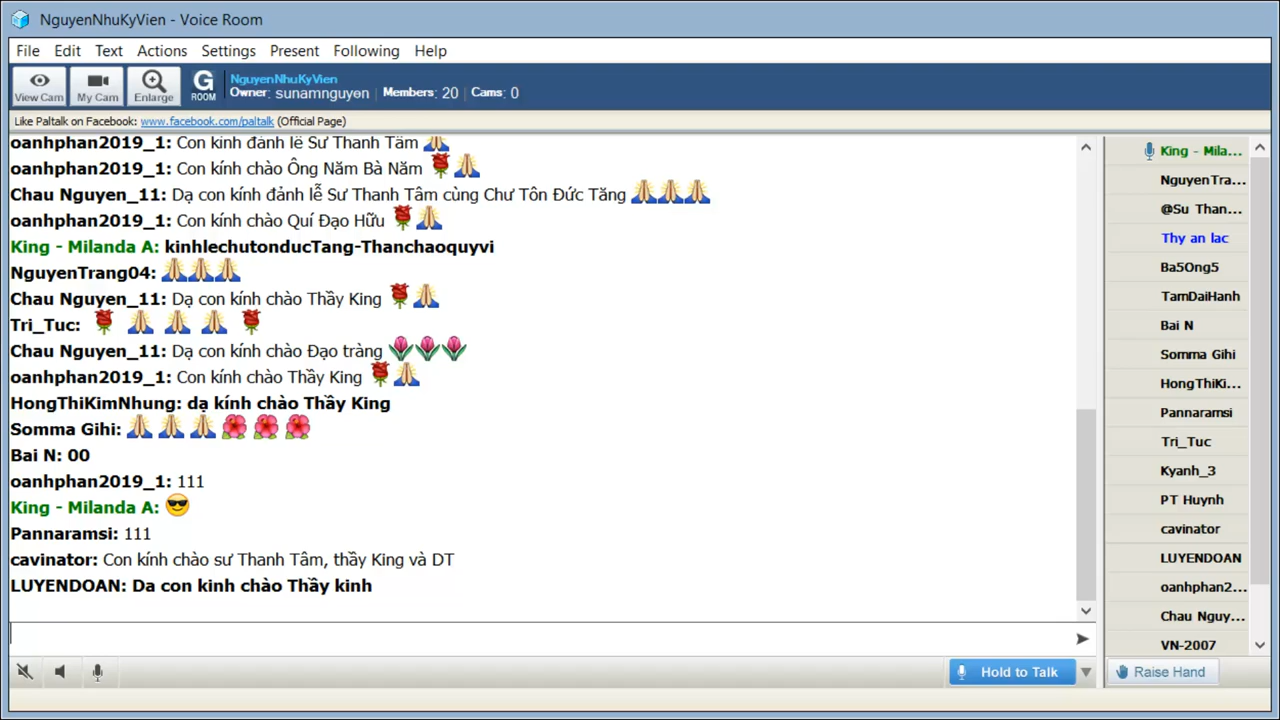 NguyenNhuKyVien - Voice Room
File Edit Text Actions Settings Present Following Help
View Cam My Cam Enlarge G ROOM
NguyenNhuKyVien
Owner: sunamnguyen Members: 20 Cams: 0
Like Paltalk on Facebook: www.facebook.com/paltalk (Official Page)
oanhphan2019_1: Con kinh đảnh lễ Sư Thanh Tâm
oanhphan2019_1: Con kính chào Ông Năm Bà Năm
Chau Nguyen_11: Dạ con kính đảnh lễ Sư Thanh Tâm cùng Chư Tôn Đức Tăng
oanhphan2019_1: Con kính chào Quí Đạo Hữu
King - Milanda A: kinhlechutonducTang-Thanchaoquyvi
NguyenTrang04:
Chau Nguyen_11: Dạ con kính chào Thầy King
Tri_Tuc:
Chau Nguyen_11: Dạ con kính chào Đạo tràng
oanhphan2019_1: Con kính chào Thầy King
HongThiKimNhung: dạ kính chào Thầy King
Somma Gihi:
Bai N: 00
oanhphan2019_1: 111
King - Milanda A:
Pannaramsi: 111
cavinator: Con kính chào sư Thanh Tâm, thầy King và DT
LUYENDOAN: Da con kinh chào Thầy kinh
King - Mila...
NguyenTra...
@Su Than...
Thy an lac
Ba5Ong5
TamDaiHanh
Bai N
Somma Gihi
HongThiKi...
Pannaramsi
Tri_Tuc
Kyanh_3
PT Huynh
cavinator
LUYENDOAN
oanhphan2...
Chau Nguy...
VN-2007
Hold to Talk
Raise Hand